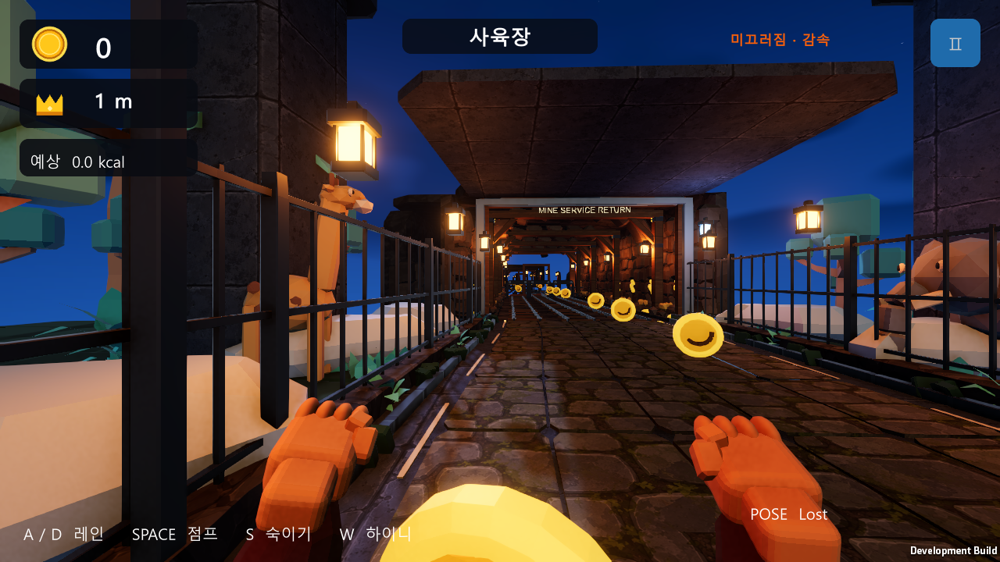 0
사육장
미끄러짐 · 감속
II
1 m
예상 0.0 kcal
MINE SERVICE RETURN
POSE Lost
A / D 레인 SPACE 점프 S 숙이기 W 하이니
Development Build